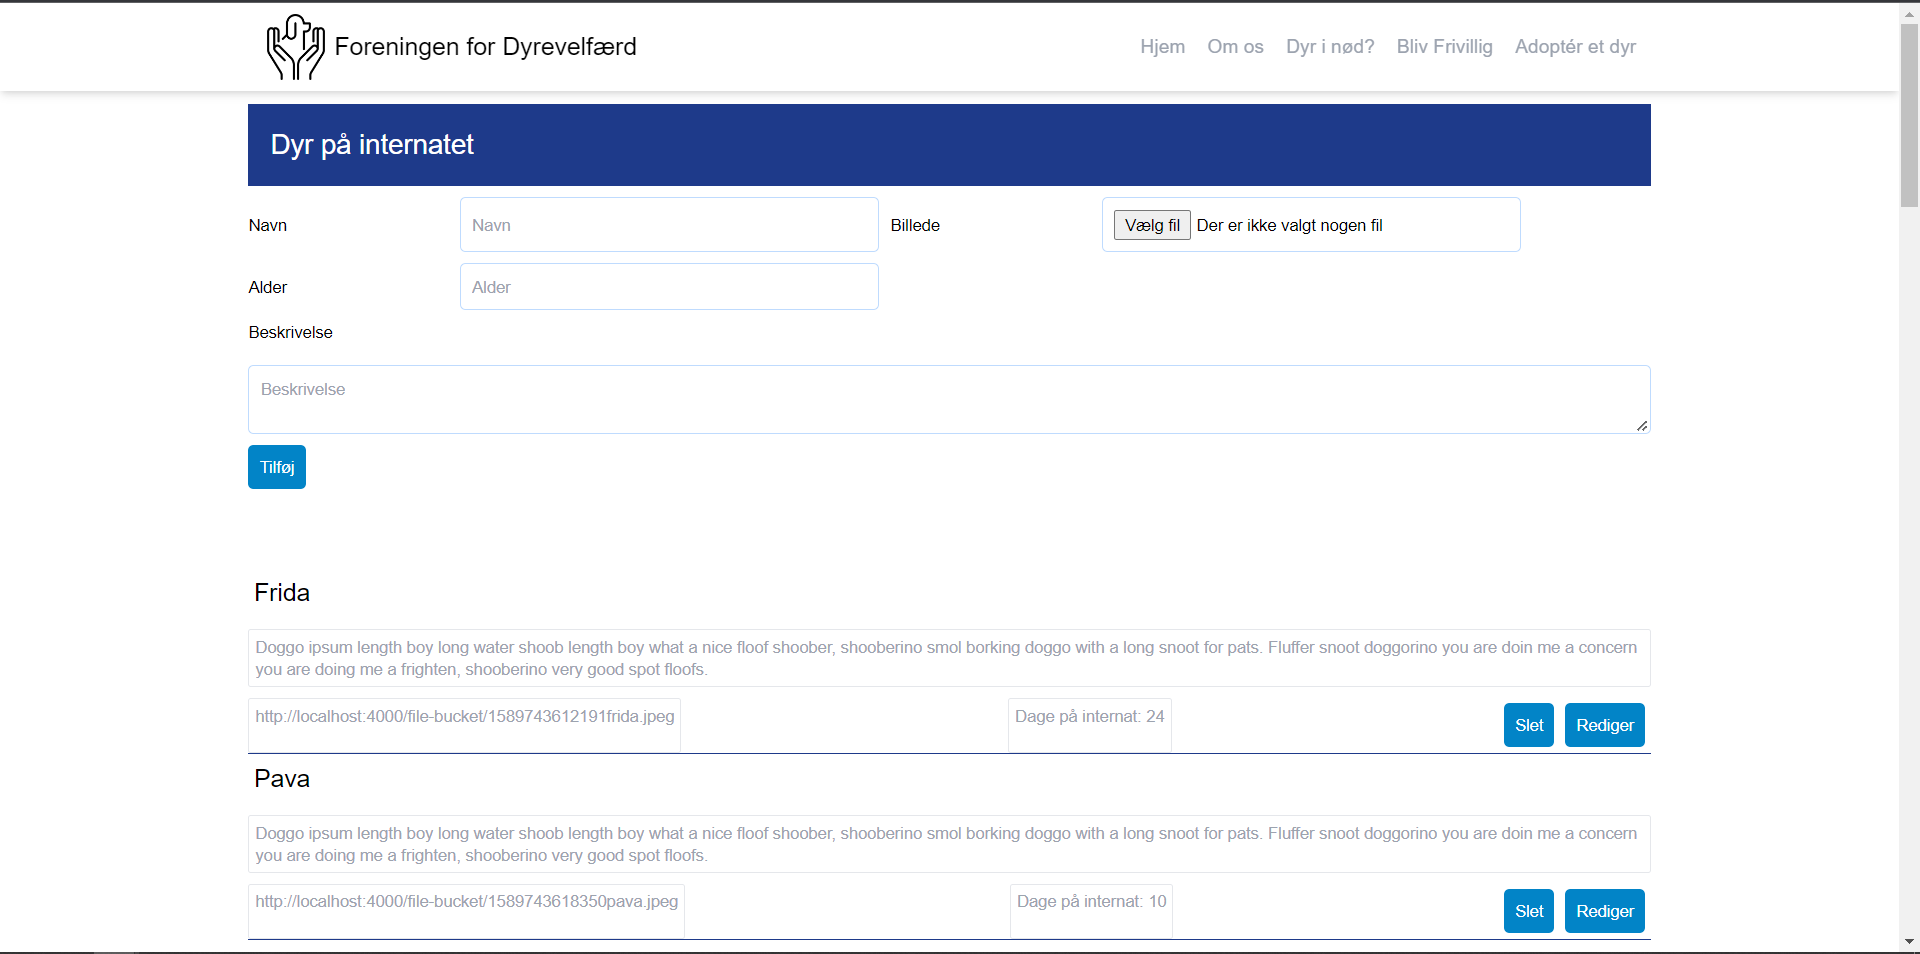 Foreningen for Dyrevelfærd
Hjem Om os Dyr i nød? Bliv Frivillig Adoptér et dyr
Dyr på internatet
Navn Navn Billede Vælg fil Der er ikke valgt nogen fil
Alder Alder
Beskrivelse
Beskrivelse
Tilføj
Frida
Doggo ipsum length boy long water shoob length boy what a nice floof shoober, shooberino smol borking doggo with a long snoot for pats. Fluffer snoot doggorino you are doin me a concern
you are doing me a frighten, shooberino very good spot floofs.
http://localhost:4000/file-bucket/1589743612191frida.jpeg Dage på internat: 24 Slet Rediger
Pava
Doggo ipsum length boy long water shoob length boy what a nice floof shoober, shooberino smol borking doggo with a long snoot for pats. Fluffer snoot doggorino you are doin me a concern
you are doing me a frighten, shooberino very good spot floofs.
http://localhost:4000/file-bucket/1589743618350pava.jpeg Dage på internat: 10 Slet Rediger